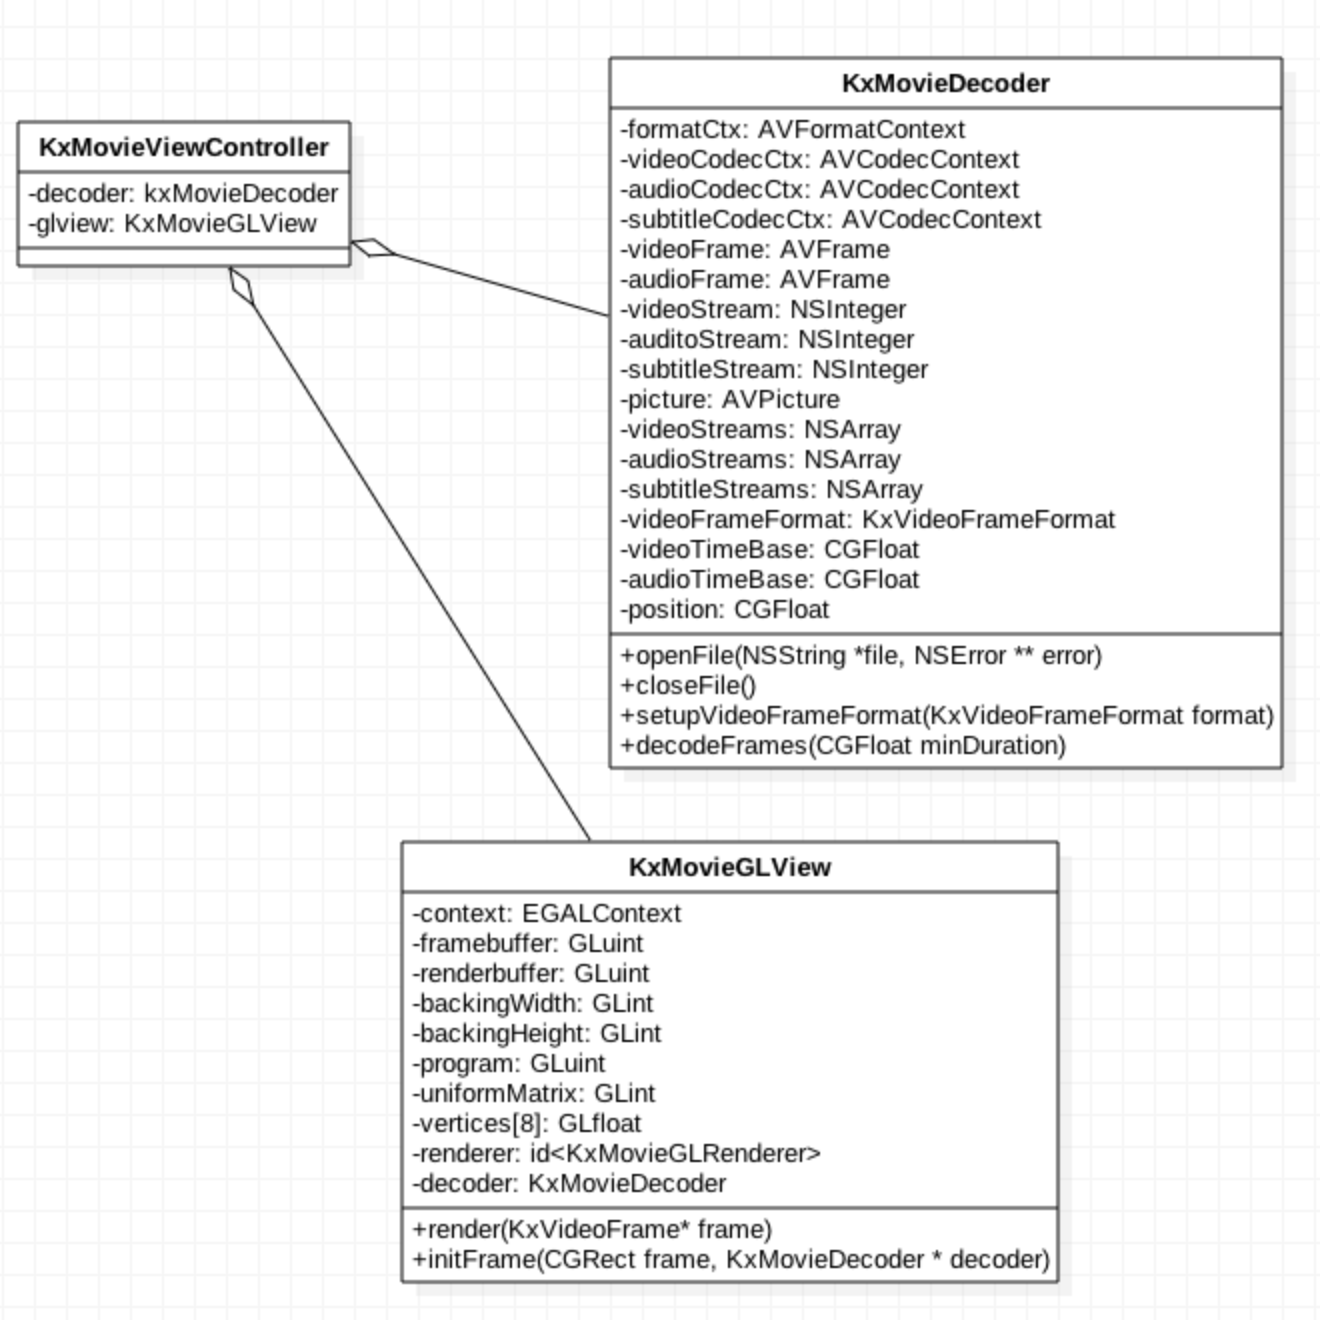 KxMovieViewController
-decoder: kxMovieDecoder
-glview: KxMovieGLView
KxMovieDecoder
-formatCtx: AVFormatContext
-videoCodecCtx: AVCodecContext
-audioCodecCtx: AVCodecContext
-subtitleCodecCtx: AVCodecContext
-videoFrame: AVFrame
-audioFrame: AVFrame
-videoStream: NSInteger
-auditoStream: NSInteger
-subtitleStream: NSInteger
-picture: AVPicture
-videoStreams: NSArray
-audioStreams: NSArray
-subtitleStreams: NSArray
-videoFrameFormat: KxVideoFrameFormat
-videoTimeBase: CGFloat
-audioTimeBase: CGFloat
-position: CGFloat
+openFile(NSString *file, NSError ** error)
+closeFile()
+setupVideoFrameFormat(KxVideoFrameFormat format)
+decodeFrames(CGFloat minDuration)
KxMovieGLView
-context: EGALContext
-framebuffer: GLuint
-renderbuffer: GLuint
-backingWidth: GLint
-backingHeight: GLint
-program: GLuint
-uniformMatrix: GLint
-vertices[8]: GLfloat
-renderer: id<KxMovieGLRenderer>
-decoder: KxMovieDecoder
+render(KxVideoFrame* frame)
+initFrame(CGRect frame, KxMovieDecoder * decoder)